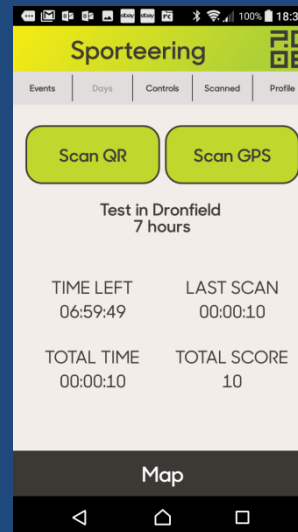 100% 18:3
Sporteering
Events Days Controls Scanned Profile
Scan QR Scan GPS
Test in Dronfield
7 hours
TIME LEFT LAST SCAN
06:59:49 00:00:10
TOTAL TIME TOTAL SCORE
00:00:10 10
Map